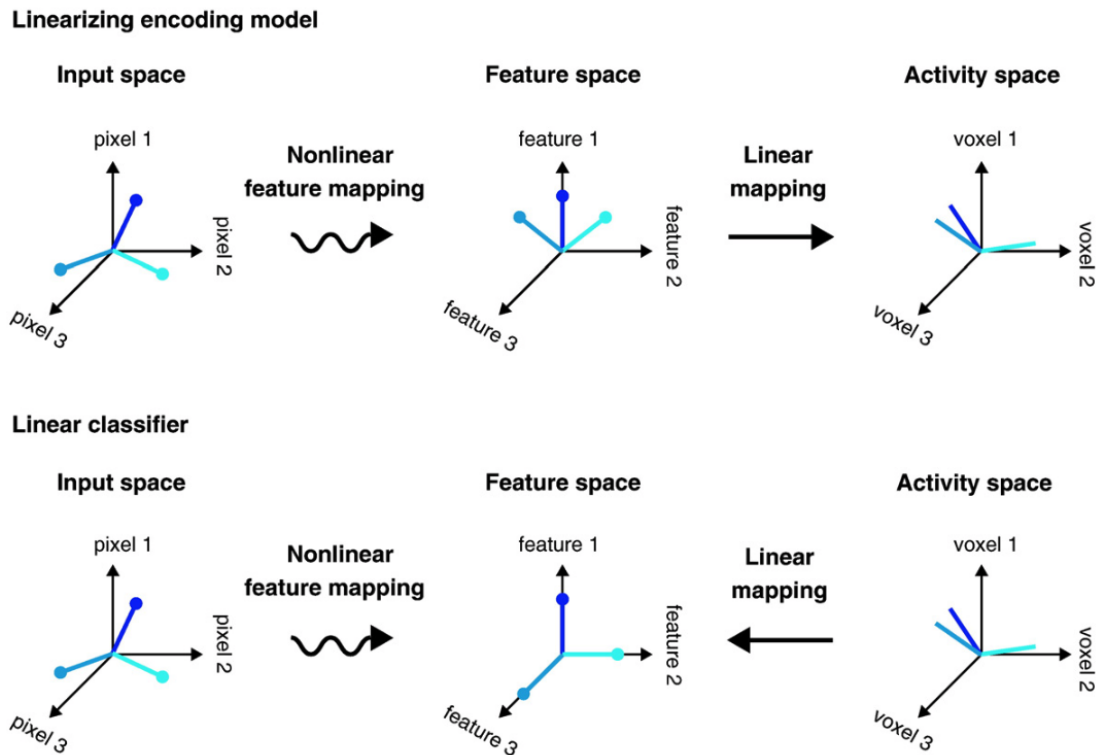 Linearizing encoding model
Input space
Feature space
Activity space
pixel 1
pixel 2
pixel 3
Nonlinear
feature mapping
feature 1
feature 2
feature 3
Linear
mapping
voxel 1
voxel 2
voxel 3
Linear classifier
Input space
Feature space
Activity space
pixel 1
pixel 2
pixel 3
Nonlinear
feature mapping
feature 1
feature 2
feature 3
Linear
mapping
voxel 1
voxel 2
voxel 3